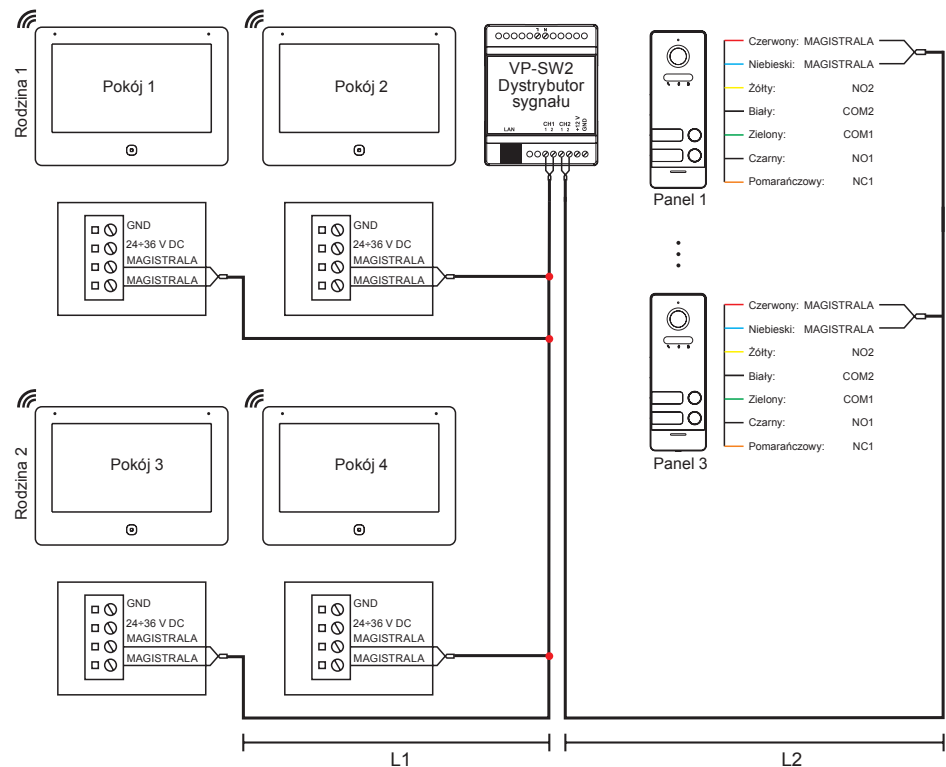 Rodzina 1
Pokój 1
Pokój 2
L N
VP-SW2
Dystrybutor
sygnału
LAN
CH1 CH2
1 2 1 2
+12 V
GND
Czerwony: MAGISTRALA
Niebieski: MAGISTRALA
Żółty: NO2
Biały: COM2
Zielony: COM1
Czarny: NO1
Pomarańczowy: NC1
Panel 1
GND
24÷36 V DC
MAGISTRALA
MAGISTRALA
GND
24÷36 V DC
MAGISTRALA
MAGISTRALA
Czerwony: MAGISTRALA
Niebieski: MAGISTRALA
Żółty: NO2
Biały: COM2
Zielony: COM1
Czarny: NO1
Pomarańczowy: NC1
Panel 3
Rodzina 2
Pokój 3
Pokój 4
GND
24÷36 V DC
MAGISTRALA
MAGISTRALA
GND
24÷36 V DC
MAGISTRALA
MAGISTRALA
L1
L2